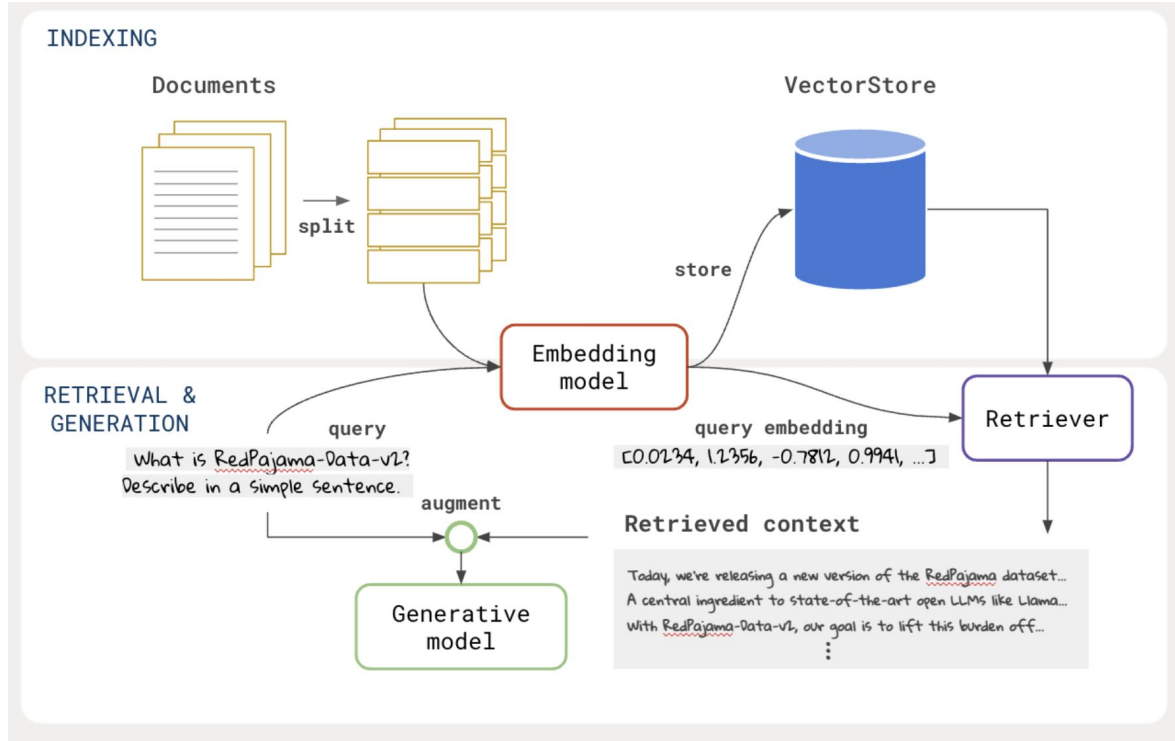 INDEXING
Documents
VectorStore
split
store
Embedding
model
RETRIEVAL &
GENERATION
query
What is RedPajama-Data-v2?
Describe in a simple sentence.
query embedding
[0.0234, 1.2356, -0.7812, 0.9941, ...]
Retriever
augment
Retrieved context
Today, we're releasing a new version of the RedPajama dataset...
A central ingredient to state-of-the-art open LLMs like Llama...
With RedPajama-Data-v2, our goal is to lift this burden off...
Generative
model